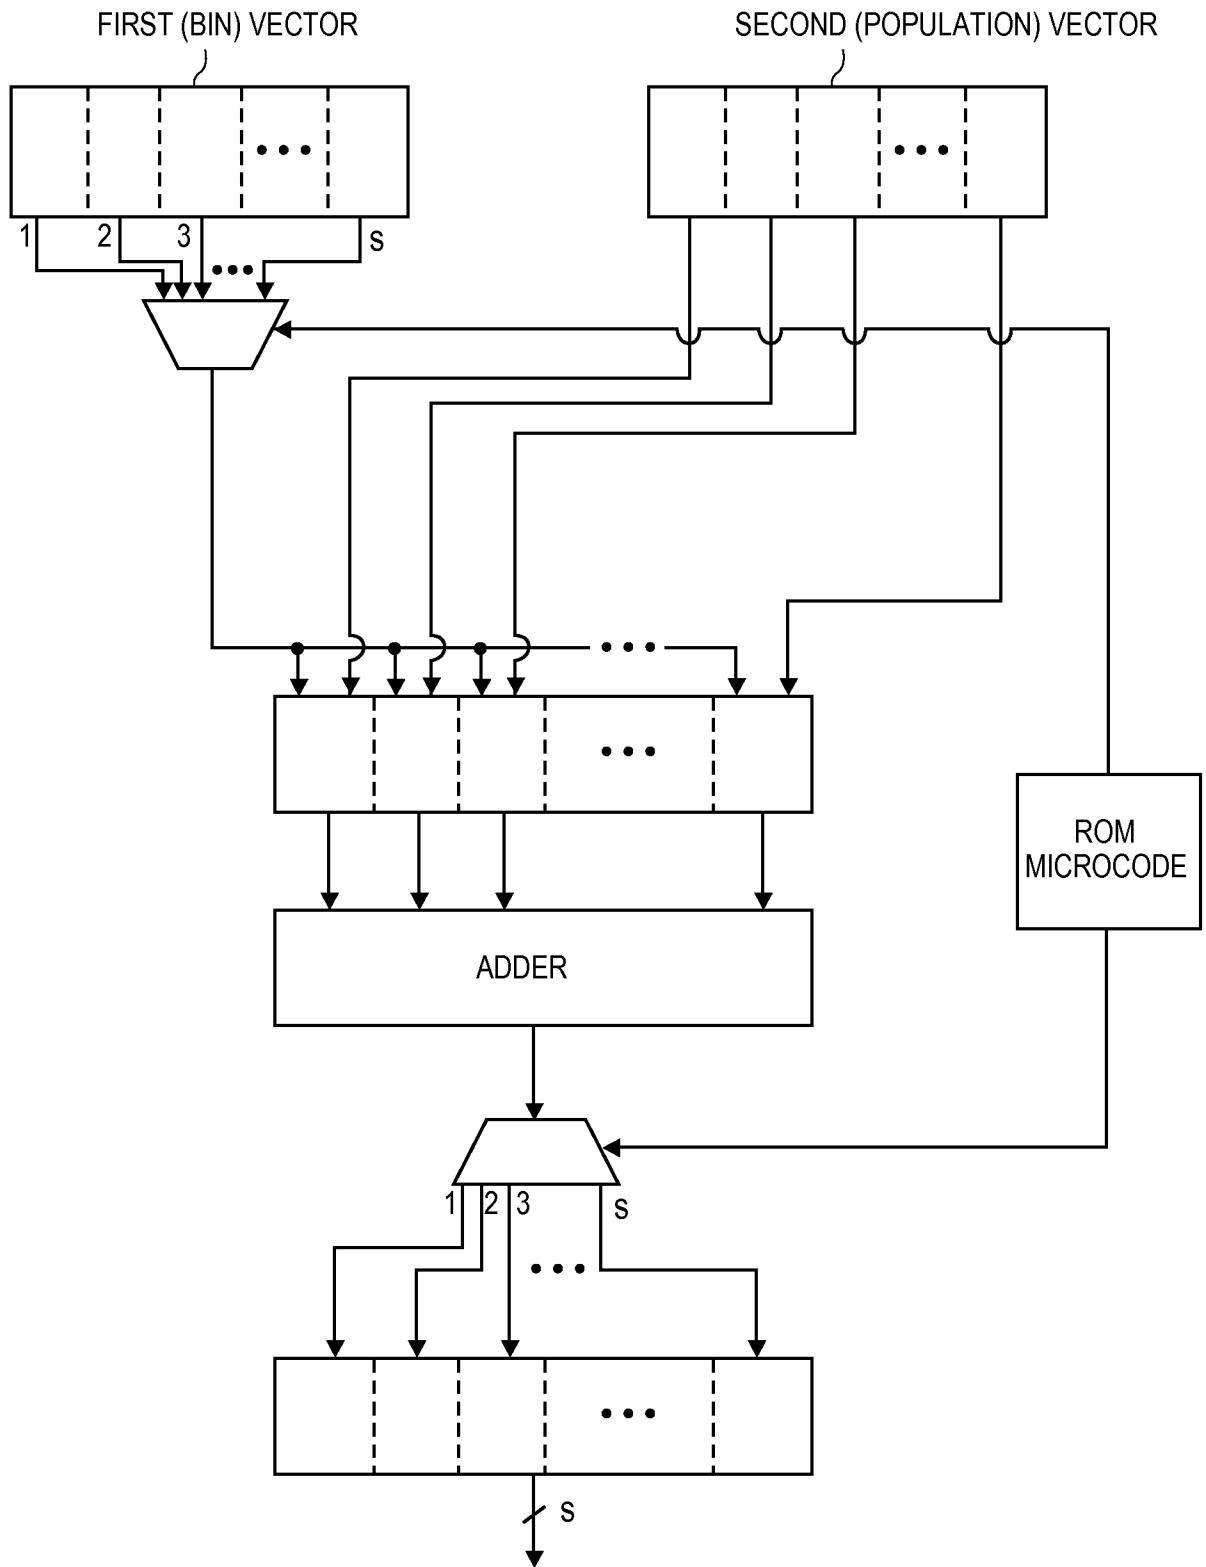 FIRST (BIN) VECTOR
SECOND (POPULATION) VECTOR
1 2 3 s
ROM
MICROCODE
ADDER
1 2 3 s
s